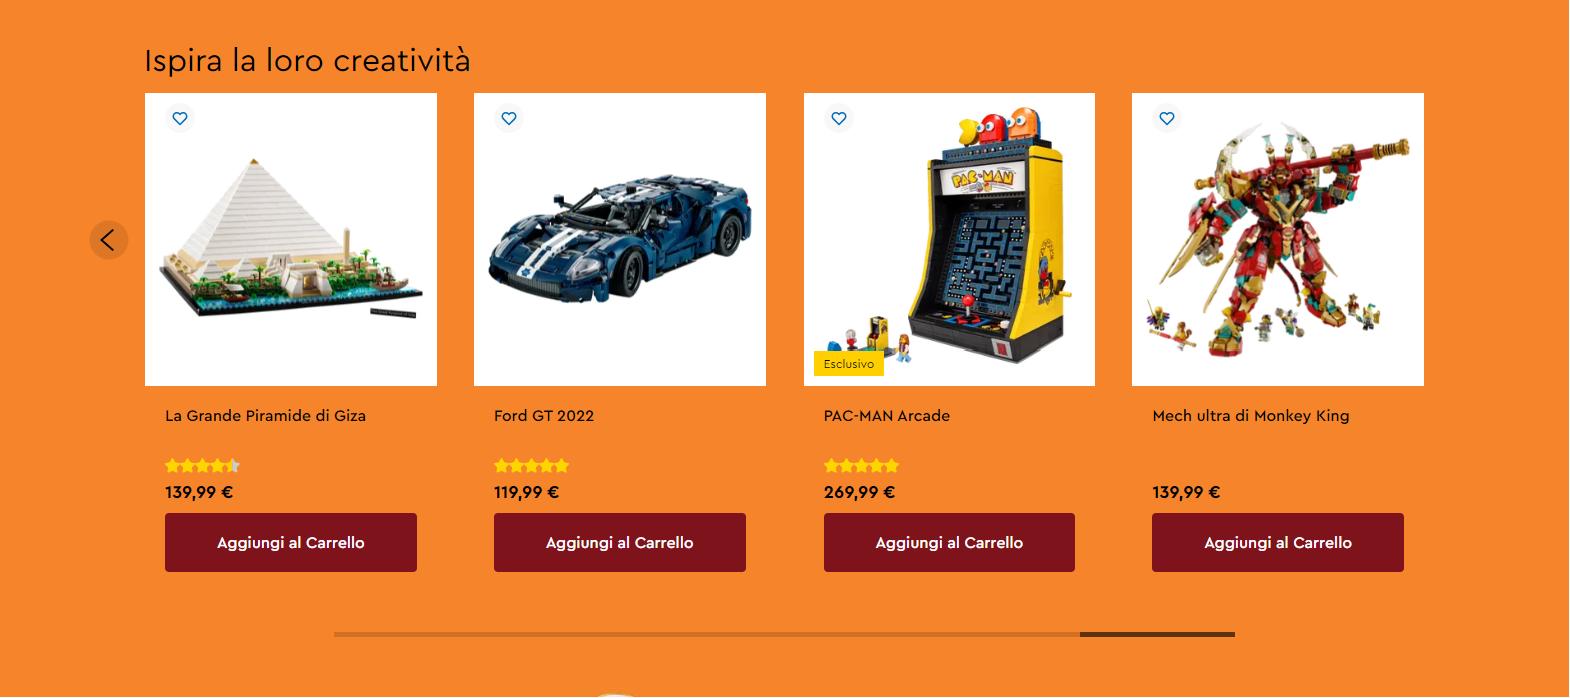 Ispira la loro creatività
PAC-MAN
Esclusivo
La Grande Piramide di Giza
Ford GT 2022
PAC-MAN Arcade
Mech ultra di Monkey King
139,99 €
119,99 €
269,99 €
139,99 €
Aggiungi al Carrello
Aggiungi al Carrello
Aggiungi al Carrello
Aggiungi al Carrello